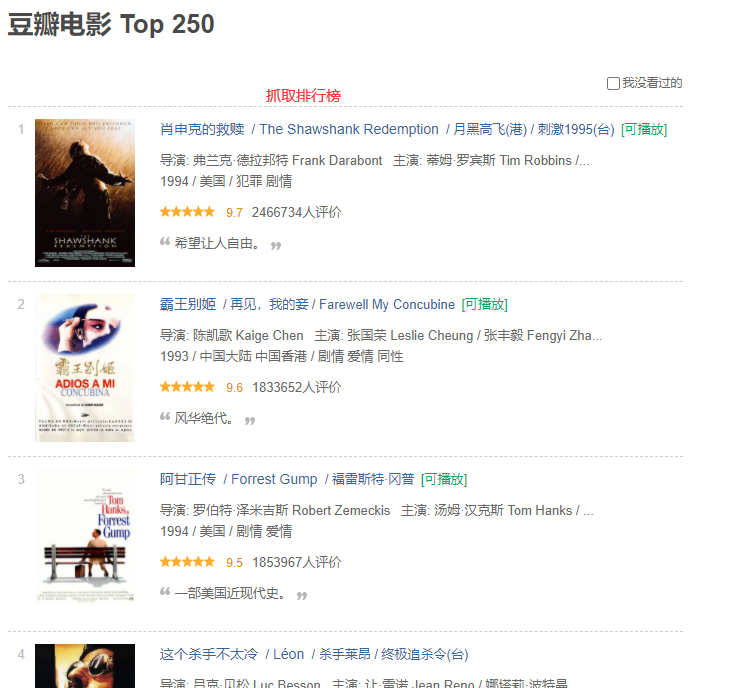 豆瓣电影 Top 250
我没看过的
抓取排行榜
1
肖申克的救赎 / The Shawshank Redemption / 月黑高飞(港) / 刺激1995(台) [可播放]
导演: 弗兰克·德拉邦特 Frank Darabont 主演: 蒂姆·罗宾斯 Tim Robbins /...
1994 / 美国 / 犯罪 剧情
9.7 2466734人评价
“ 希望让人自由。 ”
SHAWSHANK
REDEMPTION
2
霸王别姬 / 再见，我的妾 / Farewell My Concubine [可播放]
导演: 陈凯歌 Kaige Chen 主演: 张国荣 Leslie Cheung / 张丰毅 Fengyi Zha...
1993 / 中国大陆 中国香港 / 剧情 爱情 同性
9.6 1833652人评价
“ 风华绝代。 ”
霸王别姬
ADIOS A MI
CONCUBINA
3
阿甘正传 / Forrest Gump / 福雷斯特·冈普 [可播放]
导演: 罗伯特·泽米吉斯 Robert Zemeckis 主演: 汤姆·汉克斯 Tom Hanks / ...
1994 / 美国 / 剧情 爱情
9.5 1853967人评价
“ 一部美国近现代史。 ”
Tom
Hanks
Forrest
Gump
4
这个杀手不太冷 / Léon / 杀手莱昂 / 终极追杀令(台)
导演: 吕克·贝松 Luc Besson 主演: 让·雷诺 Jean Reno / 娜塔莉·波特曼